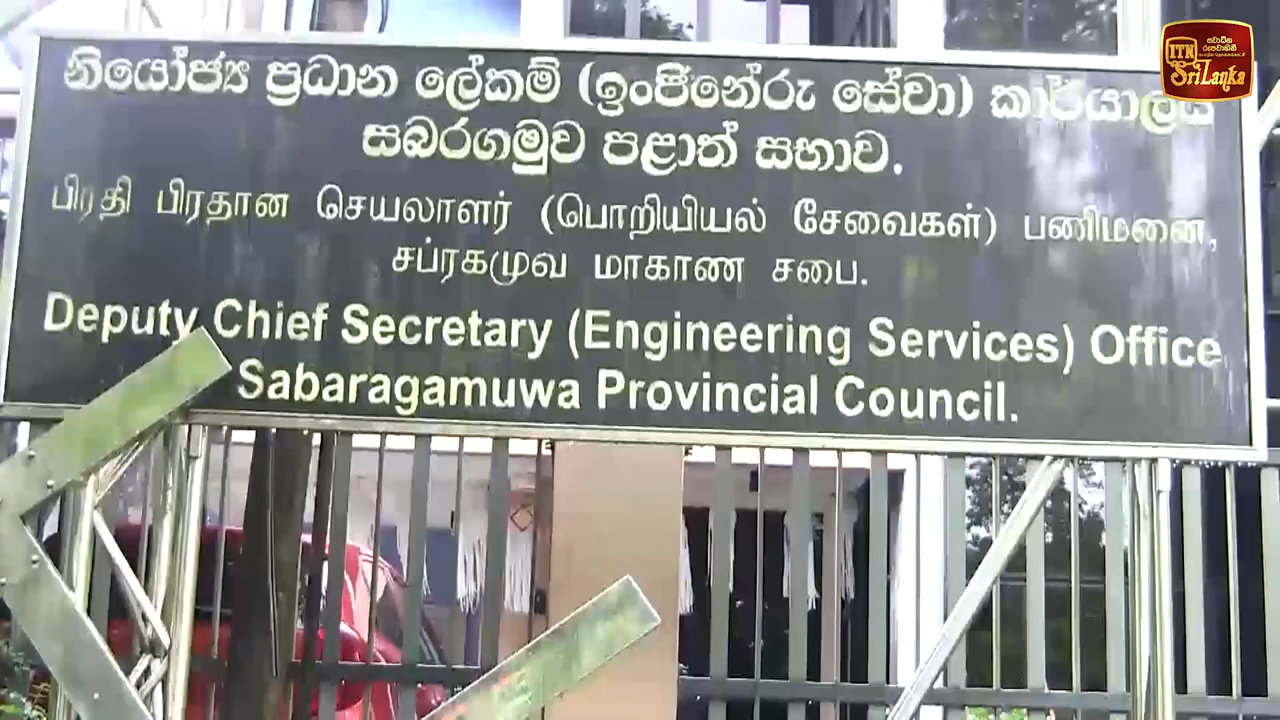 නියෝජ්‍ය ප්‍රධාන ලේකම් (ඉංජිනේරු සේවා) කාර්යාලය
සබරගමුව පළාත් සභාව.
பிரதி பிரதான செயலாளர் (பொறியியல் சேவைகள்) பணிமனை,
சப்ரகமுவ மாகாண சபை.
Deputy Chief Secretary (Engineering Services) Office
Sabaragamuwa Provincial Council.
ITN
Sri Lanka